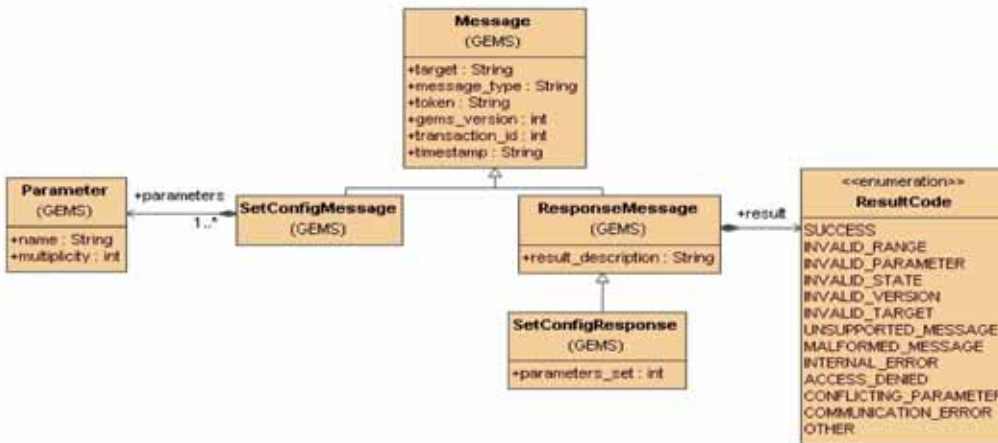 Message
(GEMS)
+target : String
+message_type : String
+token : String
+gems_version : int
+transaction_id : int
+timestamp : String
Parameter
(GEMS)
+name : String
+multiplicity : int
+parameters
1..*
SetConfigMessage
(GEMS)
ResponseMessage
(GEMS)
+result_description : String
+result
SetConfigResponse
(GEMS)
+parameters_set : int
<<enumeration>>
ResultCode
SUCCESS
INVALID_RANGE
INVALID_PARAMETER
INVALID_STATE
INVALID_VERSION
INVALID_TARGET
UNSUPPORTED_MESSAGE
MALFORMED_MESSAGE
INTERNAL_ERROR
ACCESS_DENIED
CONFLICTING_PARAMETER
COMMUNICATION_ERROR
OTHER